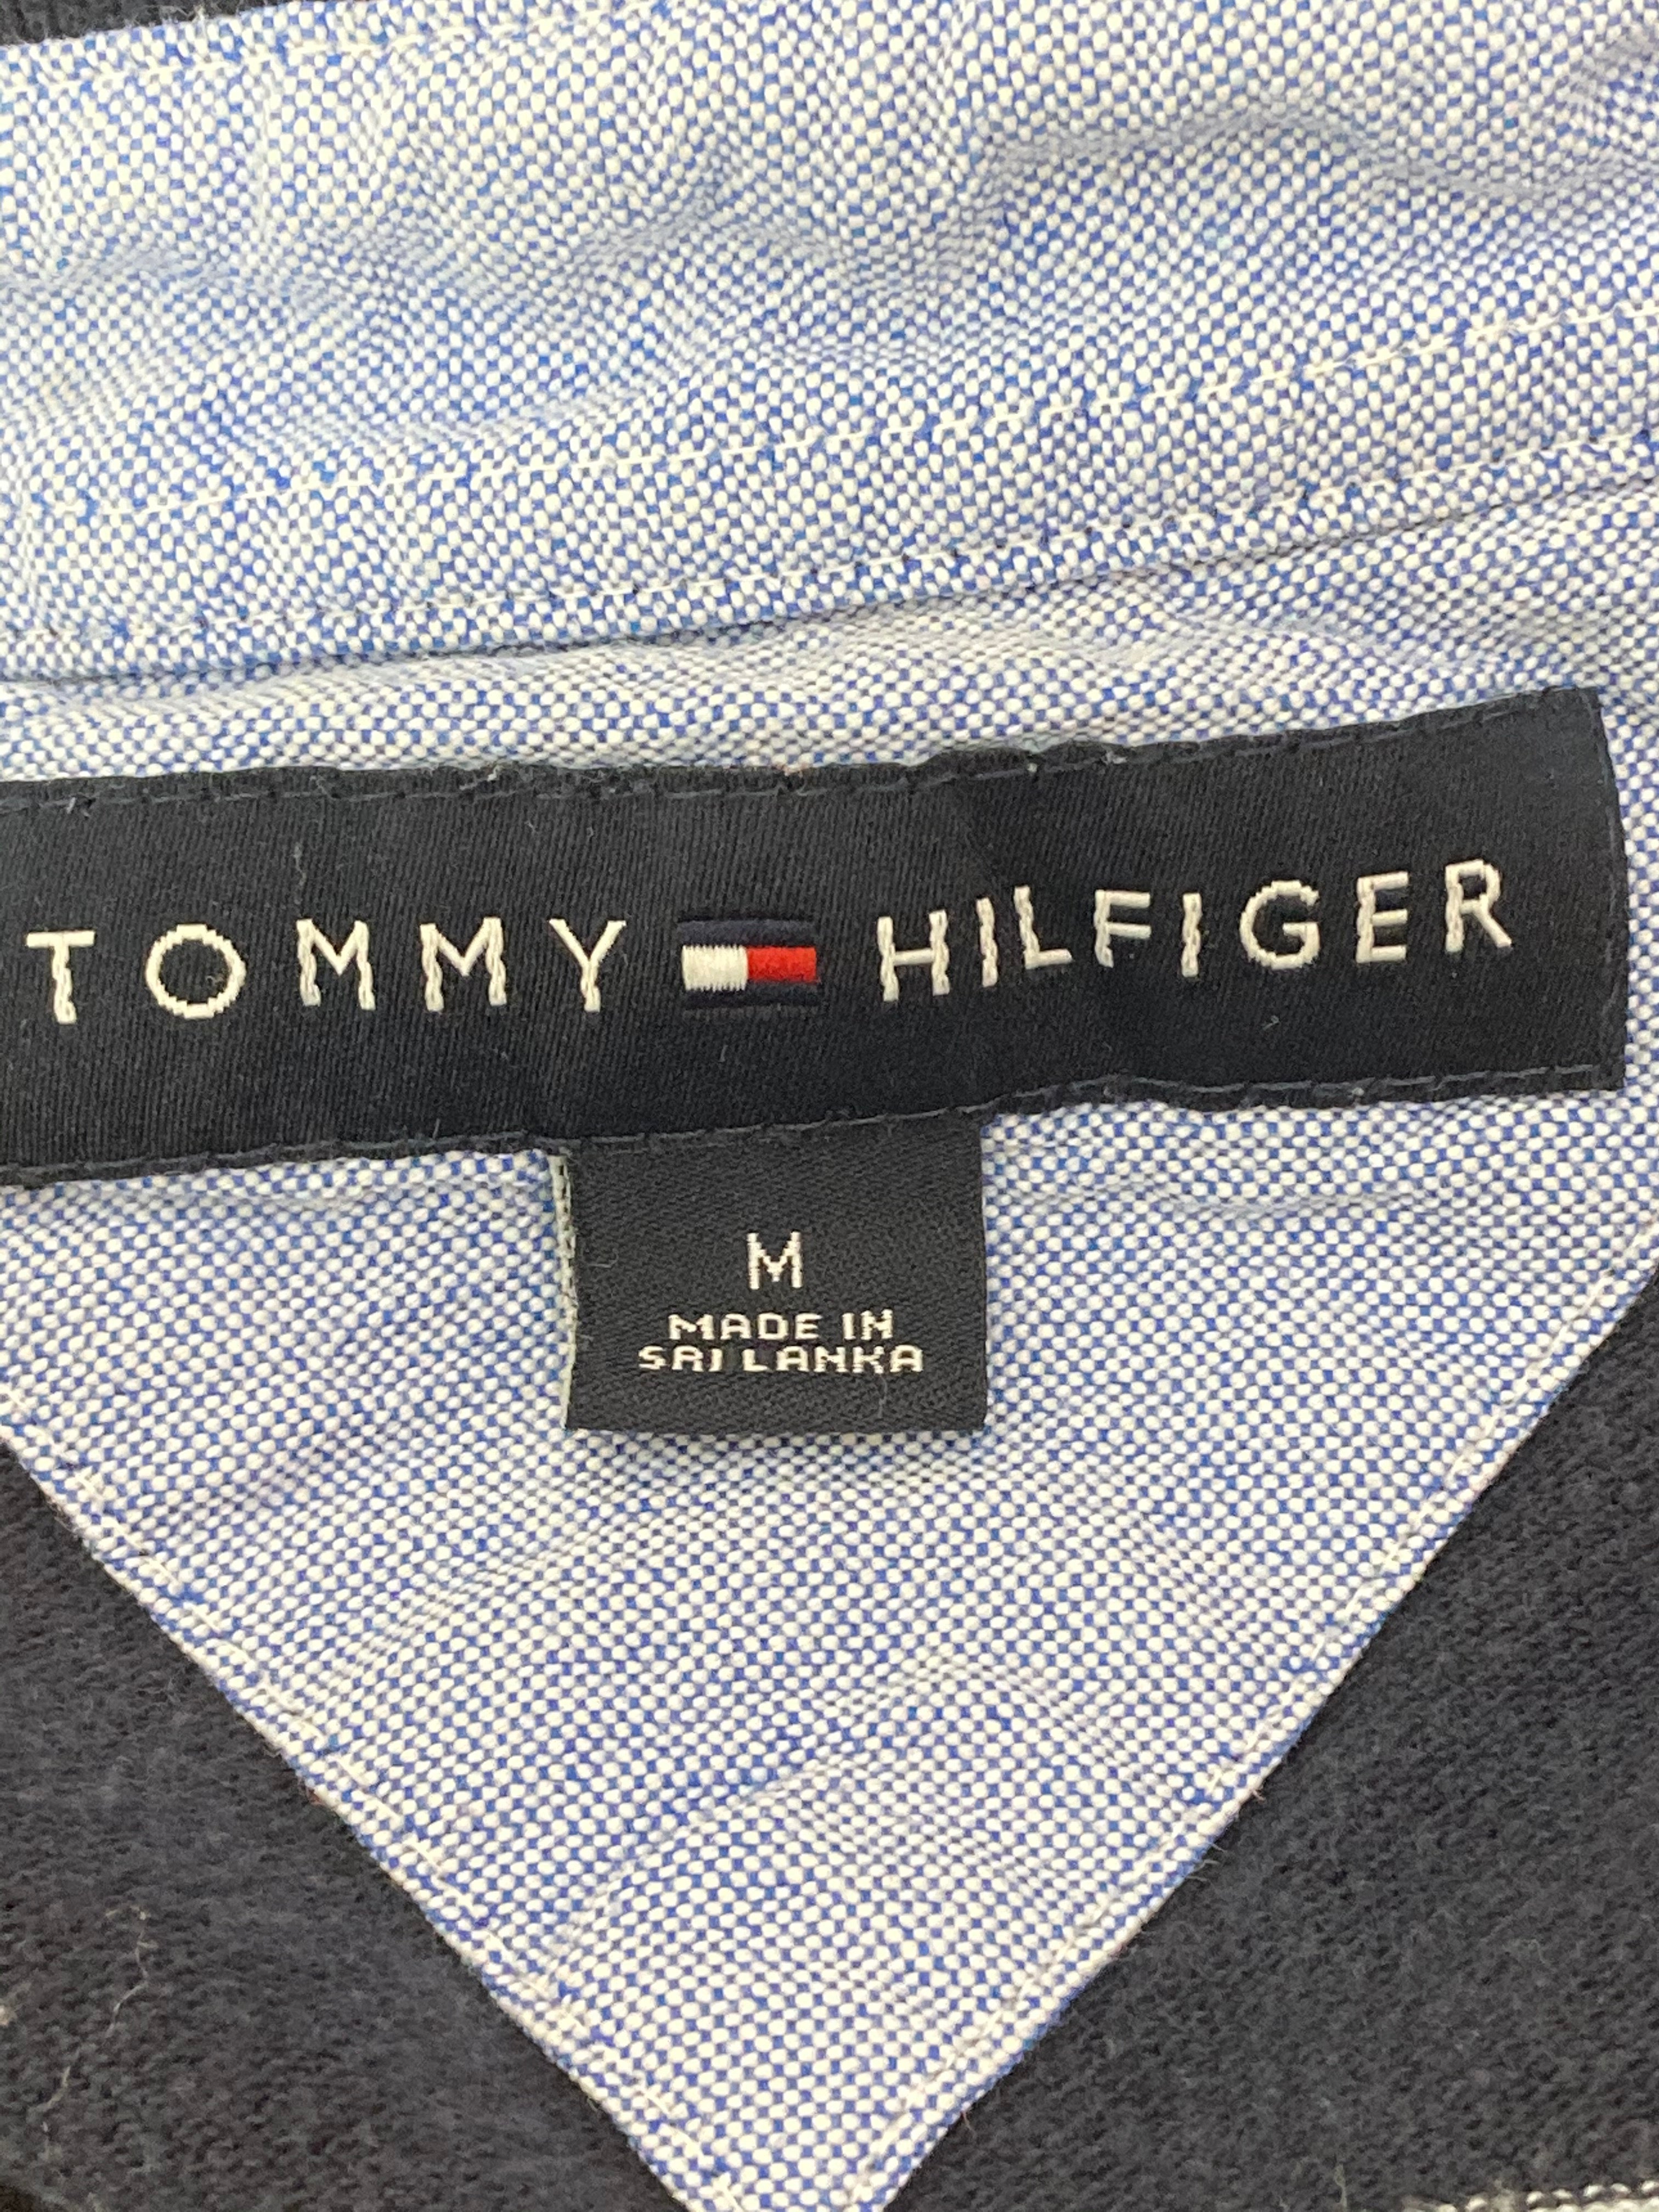 TOMMY HILFIGER
M
MADE IN
SRI LANKA